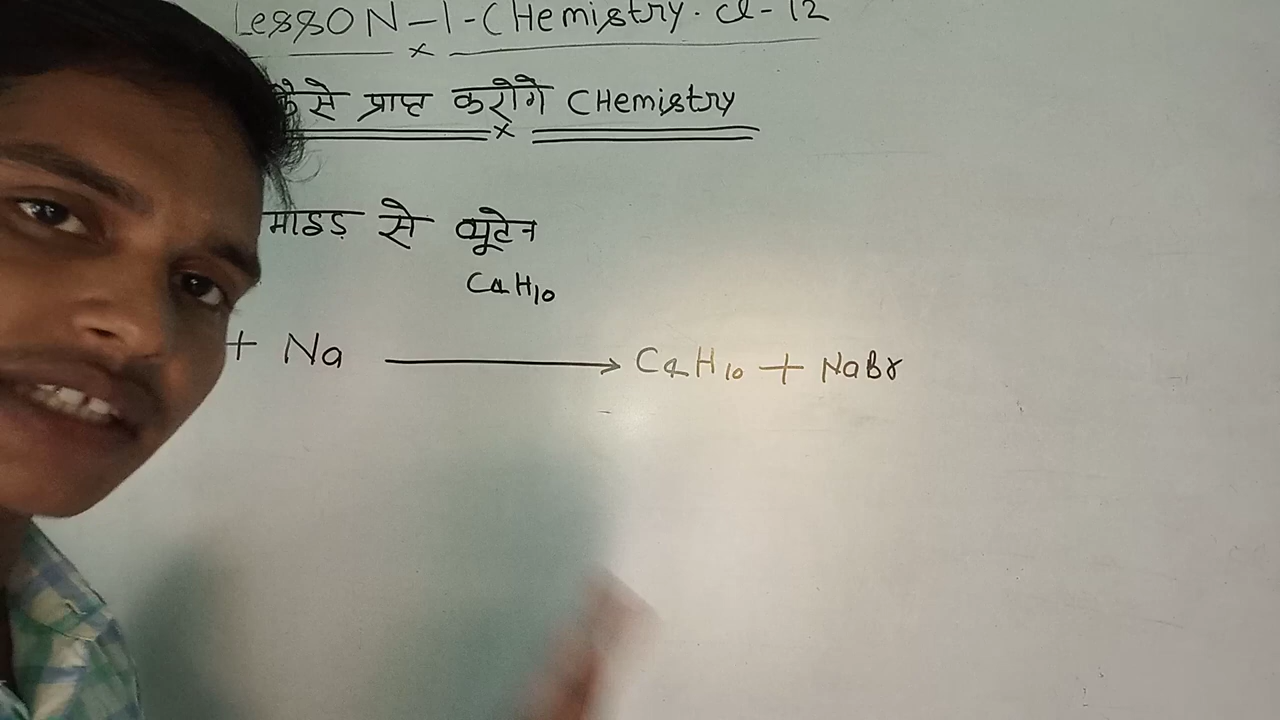 LessoN-1-CHemistry. cl-12
कैसे प्राप्त करोगे CHemistry
माइड़ से ब्यूटेन
C4H10
+ Na → C4H10 + NaBr